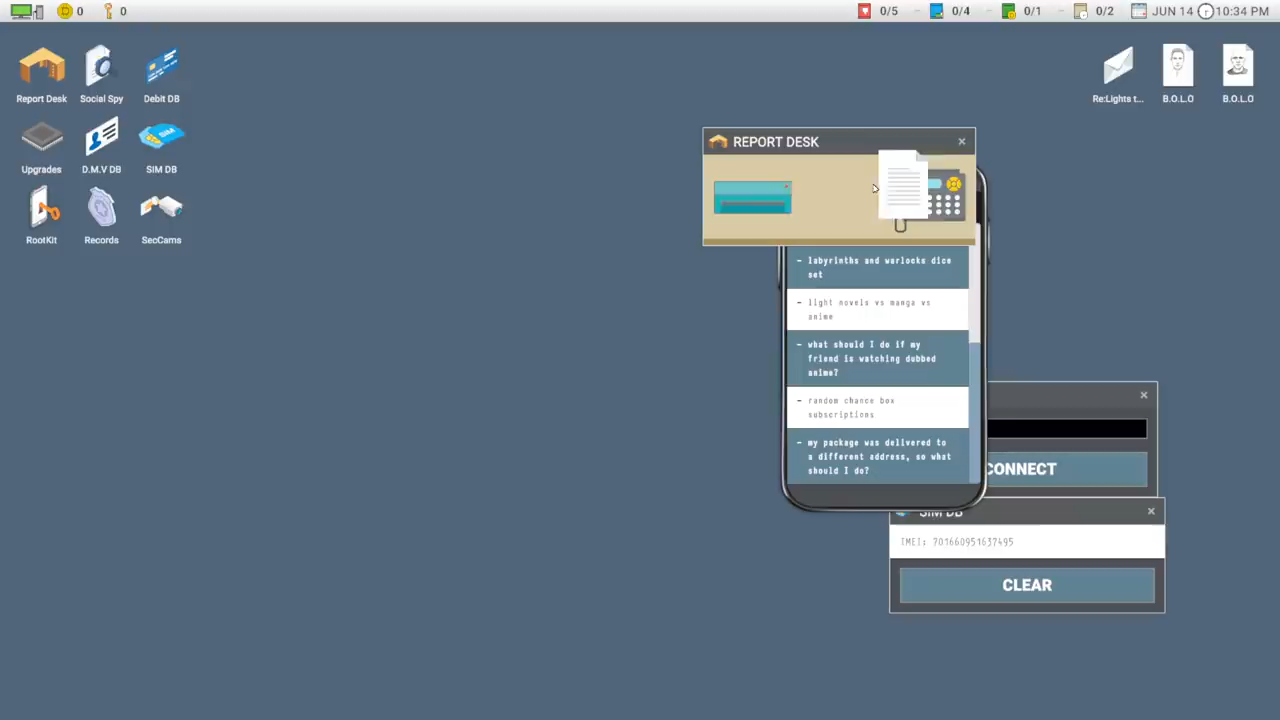 0 0 0/5 0/4 0/1 0/2 JUN 14 10:34 PM
Report Desk Social Spy Debit DB
Re:Lights t... B.O.L.O B.O.L.O
Upgrades D.M.V DB SIM DB
RootKit Records SecCams
REPORT DESK
- labyrinths and warlocks dice
set
- light novels vs manga vs
anime
- what should I do if my
friend is watching dubbed
anime?
- random chance box
subscriptions
- my package was delivered to
a different address, so what
should I do?
CONNECT
SIM DB
IMEI: 701660951637495
CLEAR